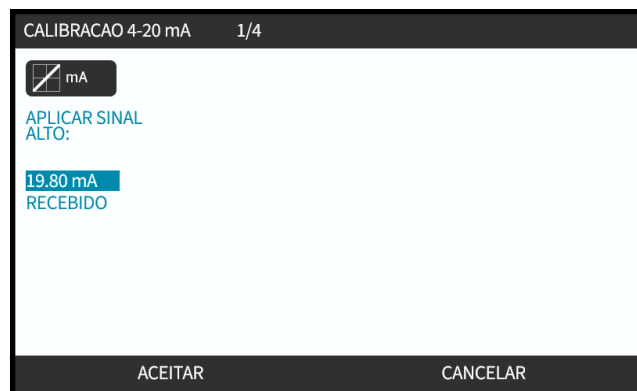 CALIBRACAO 4-20 mA 1/4
mA
APLICAR SINAL
ALTO:
19.80 mA
RECEBIDO
ACEITAR CANCELAR